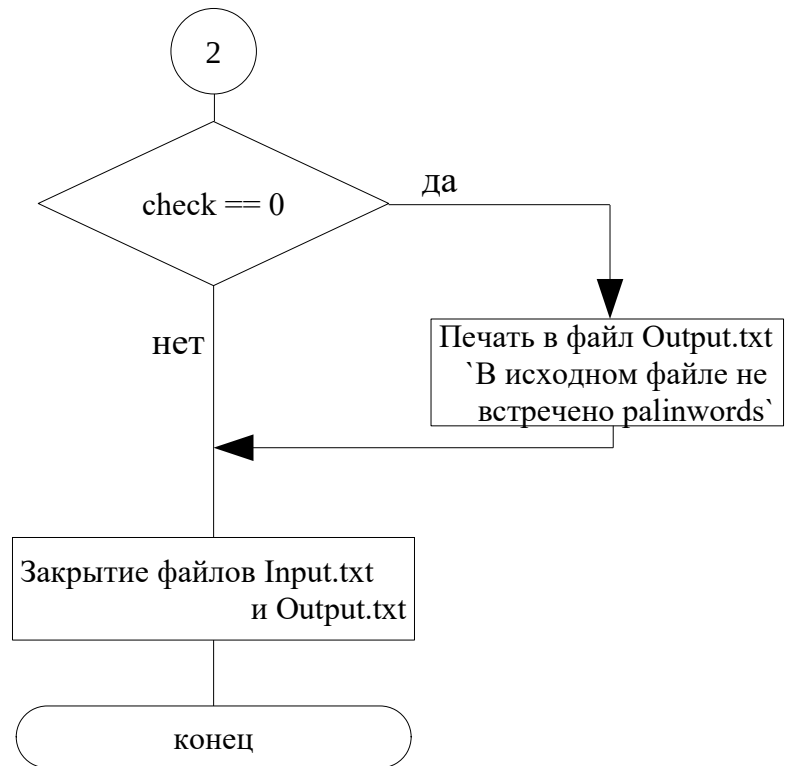 2
check == 0
да
нет
Печать в файл Output.txt
`В исходном файле не
встречено palinwords`
Закрытие файлов Input.txt
и Output.txt
конец